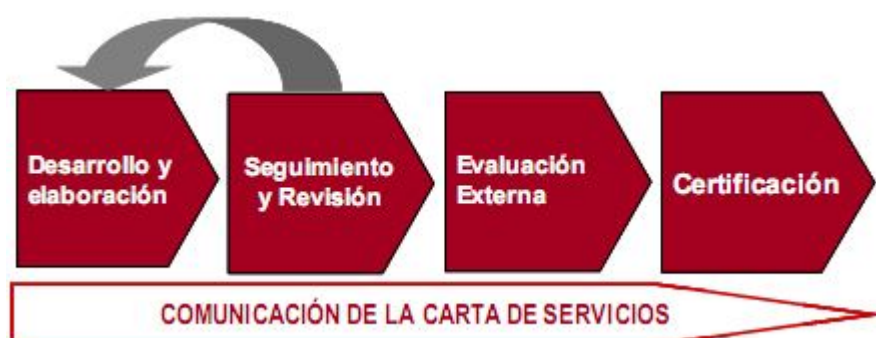 Desarrollo y
elaboración
Seguimiento
y Revisión
Evaluación
Externa
Certificación
COMUNICACIÓN DE LA CARTA DE SERVICIOS